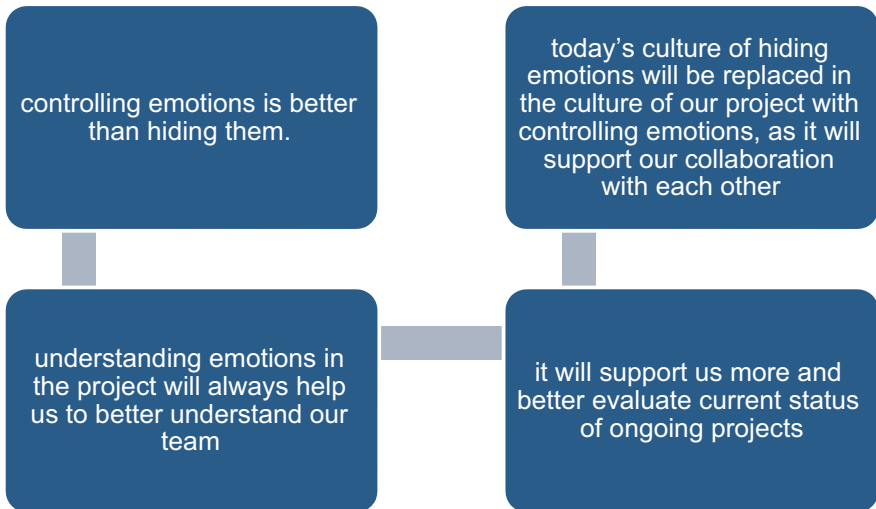 controlling emotions is better
than hiding them.
understanding emotions in
the project will always help
us to better understand our
team
it will support us more and
better evaluate current status
of ongoing projects
today’s culture of hiding
emotions will be replaced in
the culture of our project with
controlling emotions, as it will
support our collaboration
with each other